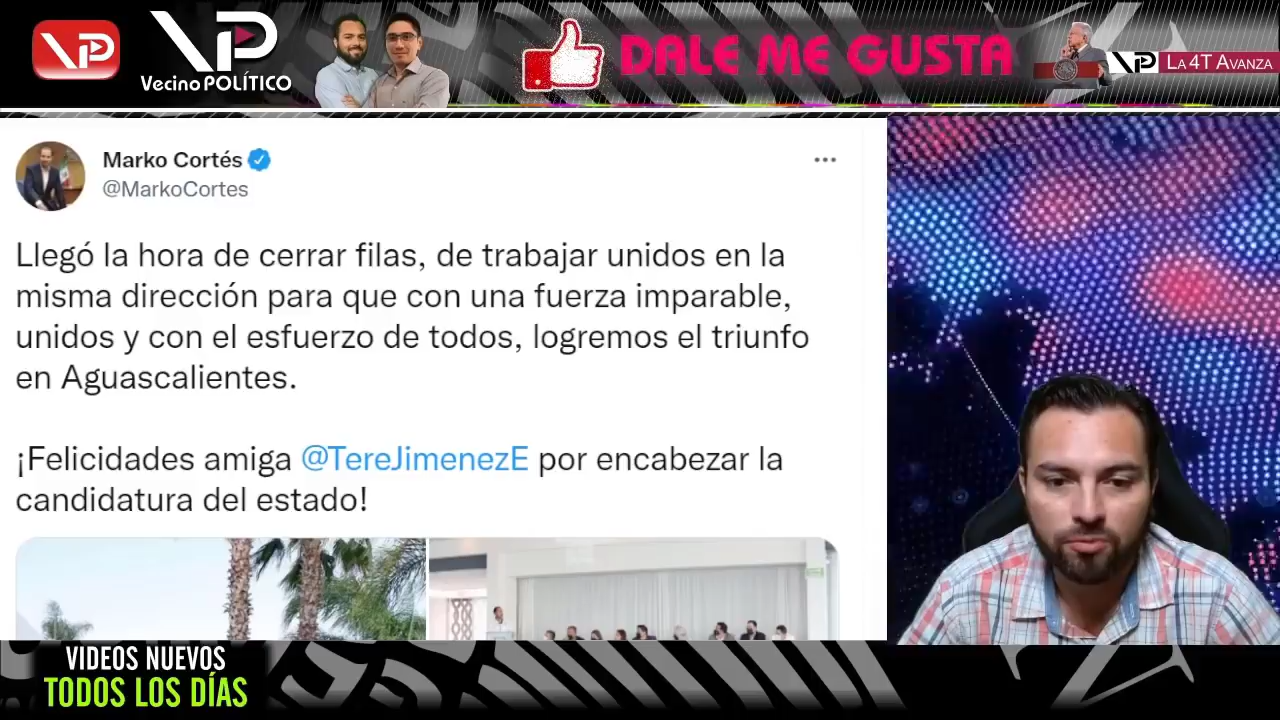 VP
VP
Vecino POLÍTICO
DALE ME GUSTA
VP LA 4T AVANZA
Marko Cortés
@MarkoCortes
Llegó la hora de cerrar filas, de trabajar unidos en la
misma dirección para que con una fuerza imparable,
unidos y con el esfuerzo de todos, logremos el triunfo
en Aguascalientes.
¡Felicidades amiga @TereJimenezE por encabezar la
candidatura del estado!
VIDEOS NUEVOS
TODOS LOS DÍAS